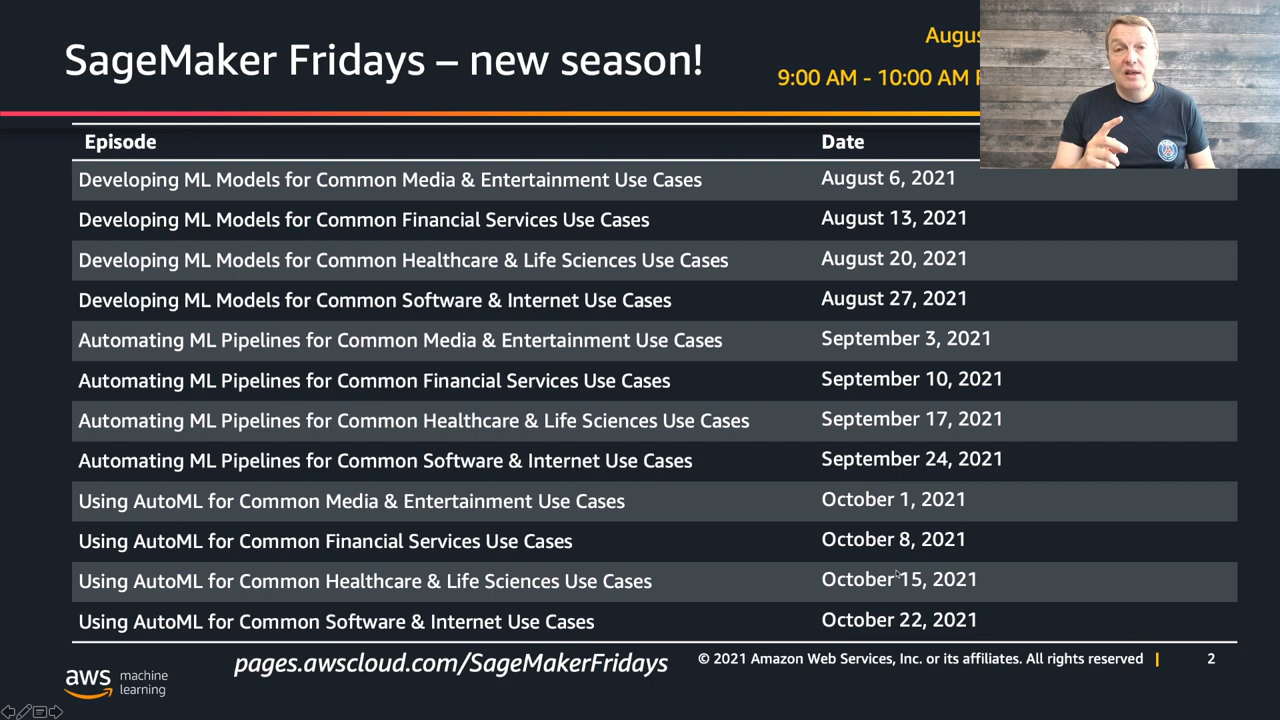 SageMaker Fridays – new season!
9:00 AM - 10:00 AM
Episode Date
Developing ML Models for Common Media & Entertainment Use Cases August 6, 2021
Developing ML Models for Common Financial Services Use Cases August 13, 2021
Developing ML Models for Common Healthcare & Life Sciences Use Cases August 20, 2021
Developing ML Models for Common Software & Internet Use Cases August 27, 2021
Automating ML Pipelines for Common Media & Entertainment Use Cases September 3, 2021
Automating ML Pipelines for Common Financial Services Use Cases September 10, 2021
Automating ML Pipelines for Common Healthcare & Life Sciences Use Cases September 17, 2021
Automating ML Pipelines for Common Software & Internet Use Cases September 24, 2021
Using AutoML for Common Media & Entertainment Use Cases October 1, 2021
Using AutoML for Common Financial Services Use Cases October 8, 2021
Using AutoML for Common Healthcare & Life Sciences Use Cases October 15, 2021
Using AutoML for Common Software & Internet Use Cases October 22, 2021
aws machine learning
pages.awscloud.com/SageMakerFridays
© 2021 Amazon Web Services, Inc. or its affiliates. All rights reserved | 2